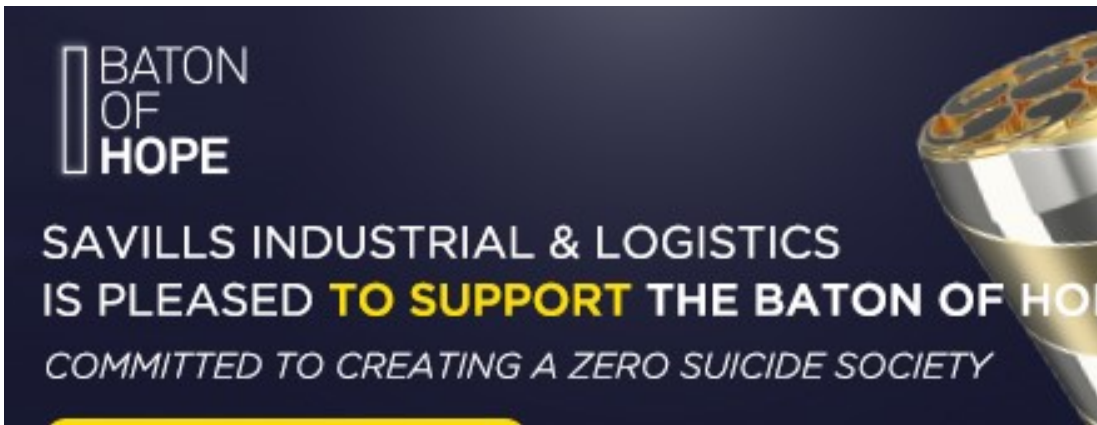 BATON
OF
HOPE
SAVILLS INDUSTRIAL & LOGISTICS
IS PLEASED TO SUPPORT THE BATON OF HO
COMMITTED TO CREATING A ZERO SUICIDE SOCIETY